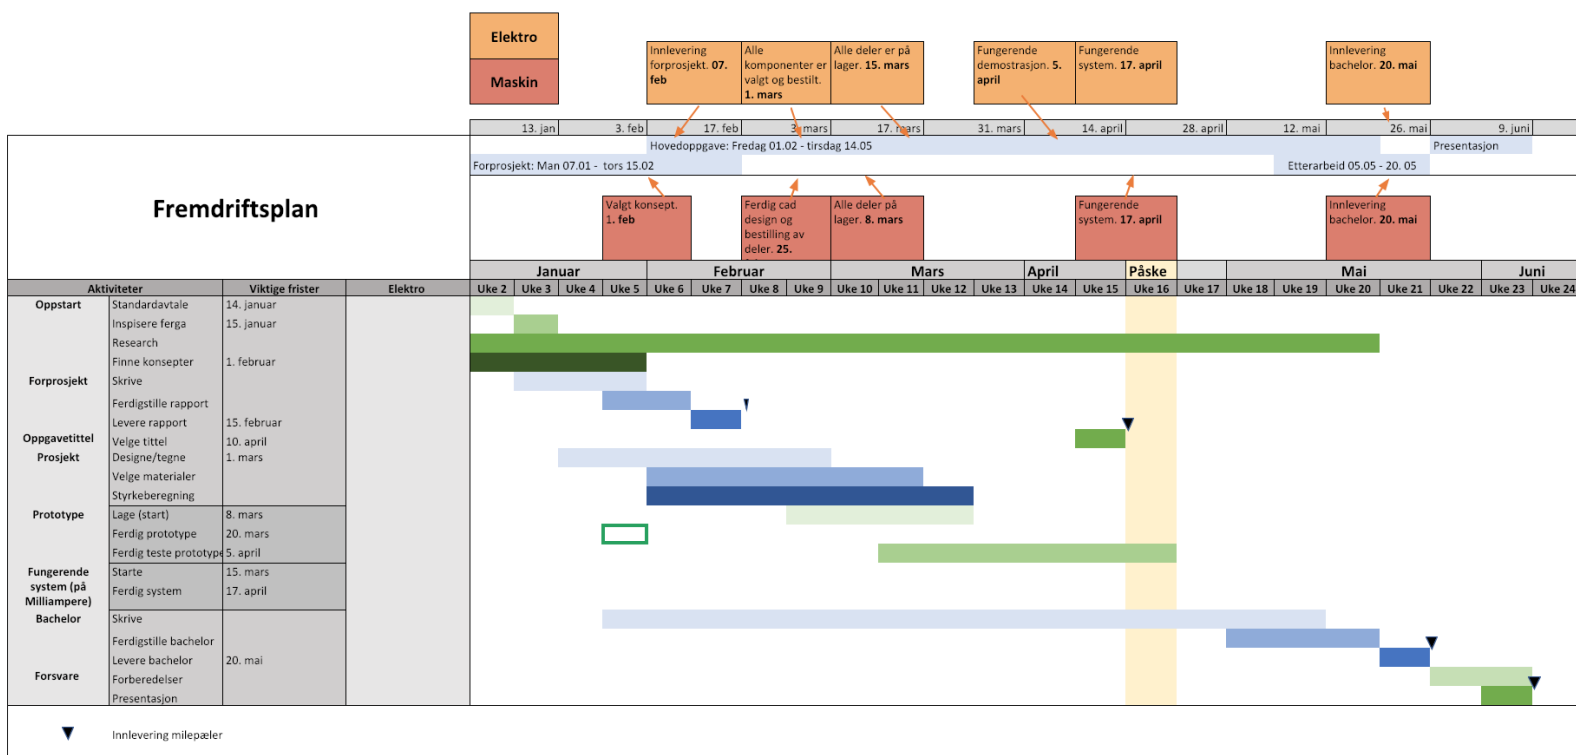 Elektro
Maskin
Innlevering
forprosjekt. 07.
feb
Alle
komponenter er
valgt og bestilt.
1. mars
Alle deler er på
lager. 15. mars
Fungerende
demostrasjon. 5.
april
Fungerende
system. 17. april
Innlevering
bachelor. 20. mai
13. jan 3. feb 17. feb 3. mars 17. mars 31. mars 14. april 28. april 12. mai 26. mai 9. juni
Hovedoppgave: Fredag 01.02 - tirsdag 14.05 Presentasjon
Forprosjekt: Man 07.01 - tors 15.02 Etterarbeid 05.05 - 20. 05
Fremdriftsplan
Valgt konsept.
1. feb
Ferdig cad
design og
bestilling av
deler. 25.
Alle deler på
lager. 8. mars
Fungerende
system. 17. april
Innlevering
bachelor. 20. mai
Januar Februar Mars April Påske Mai Juni
Aktiviteter Viktige frister Elektro Uke 2 Uke 3 Uke 4 Uke 5 Uke 6 Uke 7 Uke 8 Uke 9 Uke 10 Uke 11 Uke 12 Uke 13 Uke 14 Uke 15 Uke 16 Uke 17 Uke 18 Uke 19 Uke 20 Uke 21 Uke 22 Uke 23 Uke 24
Oppstart Standardavtale 14. januar
Inspisere ferga 15. januar
Research
Finne konsepter 1. februar
Forprosjekt Skrive
Ferdigstille rapport
Levere rapport 15. februar
Oppgavetittel Velge tittel 10. april
Prosjekt Designe/tegne 1. mars
Velge materialer
Styrkeberegning
Prototype Lage (start) 8. mars
Ferdig prototype 20. mars
Ferdig teste prototype 5. april
Fungerende
system (på
Milliampere)
Starte 15. mars
Ferdig system 17. april
Bachelor Skrive
Ferdigstille bachelor
Levere bachelor 20. mai
Forsvare Forberedelser
Presentasjon
Innlevering milepæler